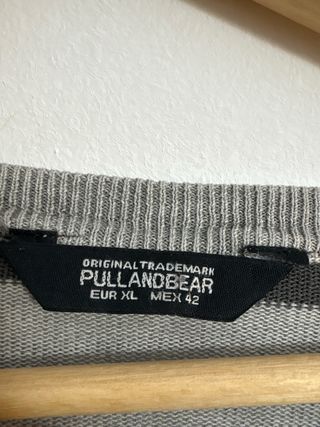 ORIGINALTRADEMARK
PULLANDBEAR
EUR XL MEX 42